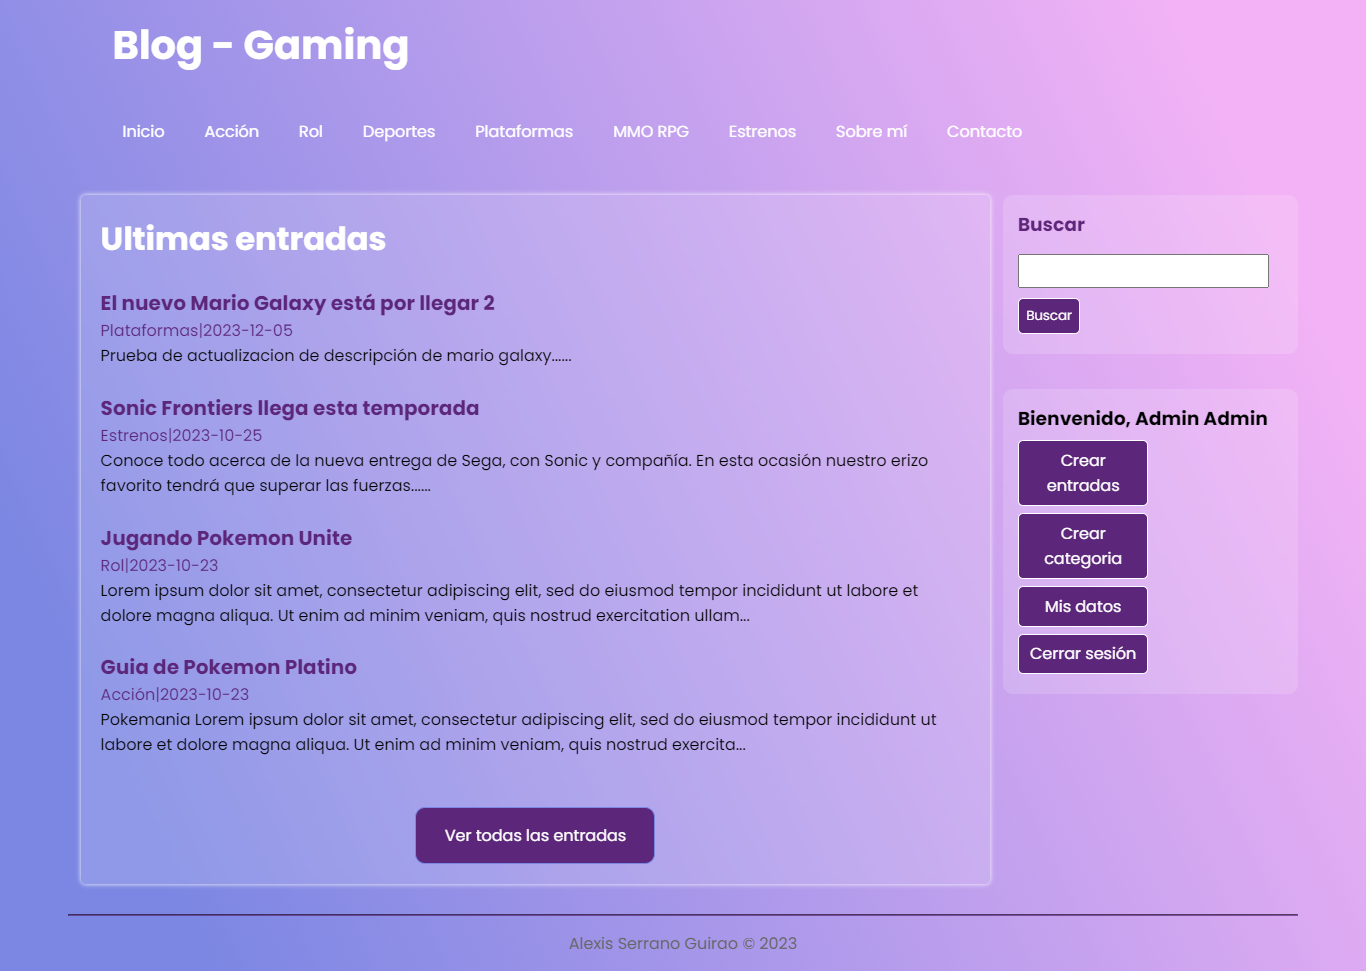 Blog - Gaming
Inicio Acción Rol Deportes Plataformas MMO RPG Estrenos Sobre mí Contacto
Ultimas entradas
El nuevo Mario Galaxy está por llegar 2
Plataformas|2023-12-05
Prueba de actualizacion de descripción de mario galaxy......
Sonic Frontiers llega esta temporada
Estrenos|2023-10-25
Conoce todo acerca de la nueva entrega de Sega, con Sonic y compañía. En esta ocasión nuestro erizo
favorito tendrá que superar las fuerzas......
Jugando Pokemon Unite
Rol|2023-10-23
Lorem ipsum dolor sit amet, consectetur adipiscing elit, sed do eiusmod tempor incididunt ut labore et
dolore magna aliqua. Ut enim ad minim veniam, quis nostrud exercitation ullam...
Guia de Pokemon Platino
Acción|2023-10-23
Pokemania Lorem ipsum dolor sit amet, consectetur adipiscing elit, sed do eiusmod tempor incididunt ut
labore et dolore magna aliqua. Ut enim ad minim veniam, quis nostrud exercita...
Ver todas las entradas
Buscar
Buscar
Bienvenido, Admin Admin
Crear
entradas
Crear
categoria
Mis datos
Cerrar sesión
Alexis Serrano Guirao © 2023